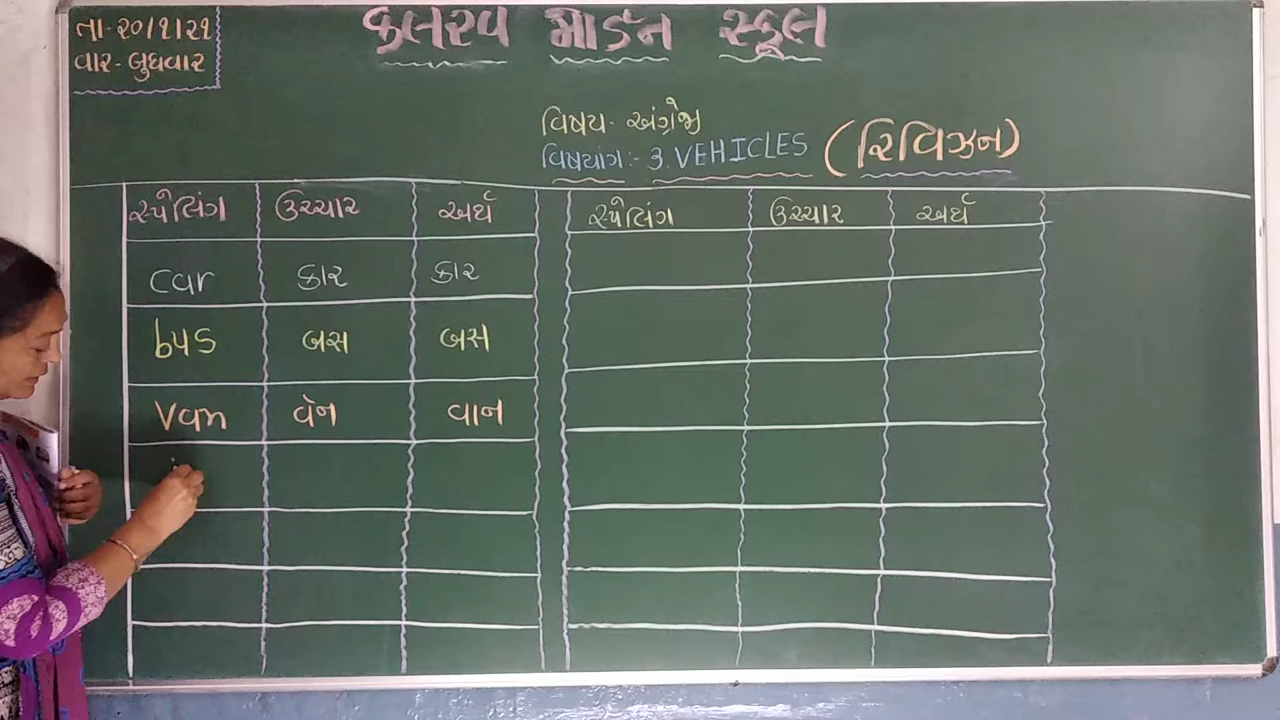 તા-૨૦/૧/૨૧
વાર-બુધવાર
કલરવ મોડર્ન સ્કૂલ
વિષય- અંગ્રેજી
વિષયાંગ:- ૩. VEHICLES (રિવિઝન)
સ્પેલિંગ ઉચ્ચાર અર્થ
car કાર કાર
bus બસ બસ
van વેન વાન
સ્પેલિંગ ઉચ્ચાર અર્થ